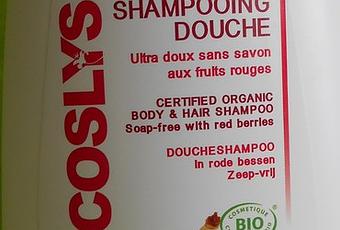 COSLYS
SHAMPOOING
DOUCHE
Ultra doux sans savon
aux fruits rouges
CERTIFIED ORGANIC
BODY & HAIR SHAMPOO
Soap-free with red berries
DOUCHESHAMPOO
In rode bessen
Zeep-vrij
COSMETIQUE
BIO